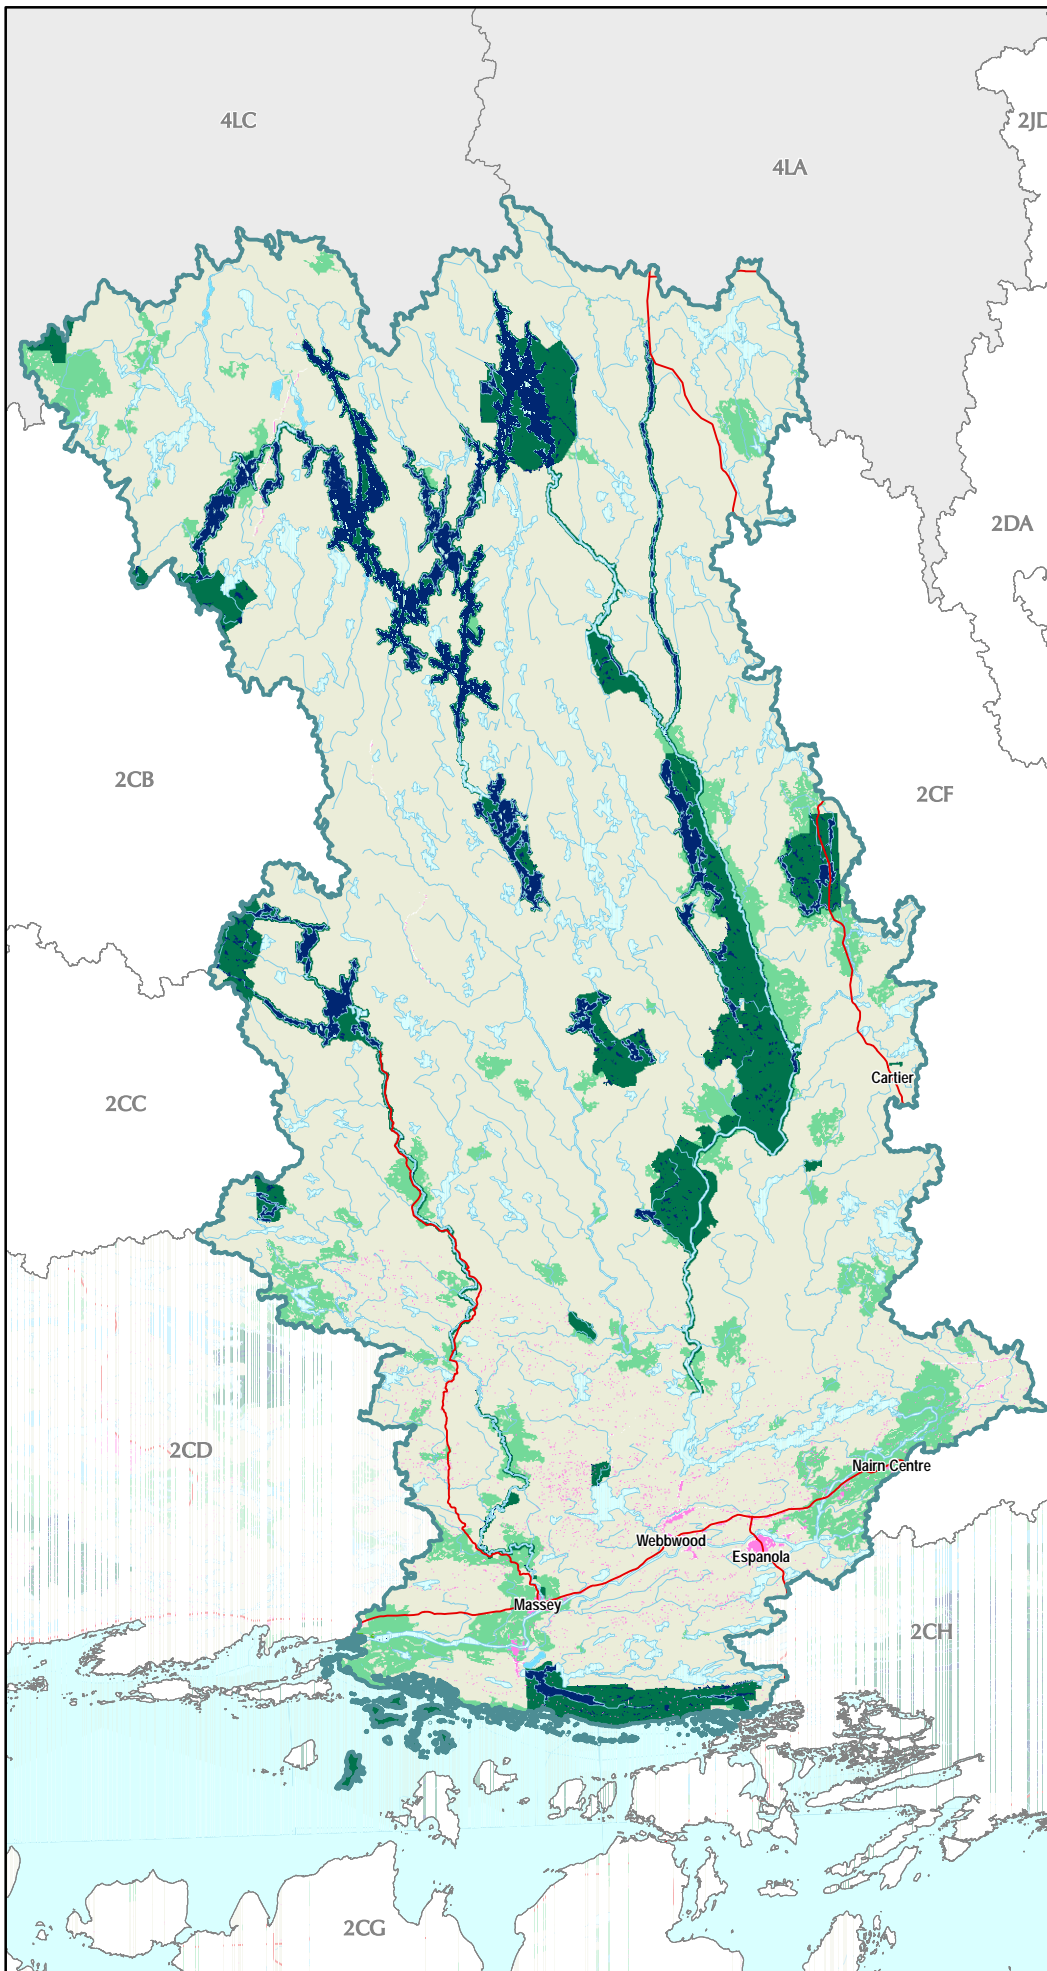 4LC
2JD
4LA
2DA
2CB
2CF
Cartier
2CC
2CD
Nairn Centre
Webbwood
Espanola
Massey
2CH
2CG